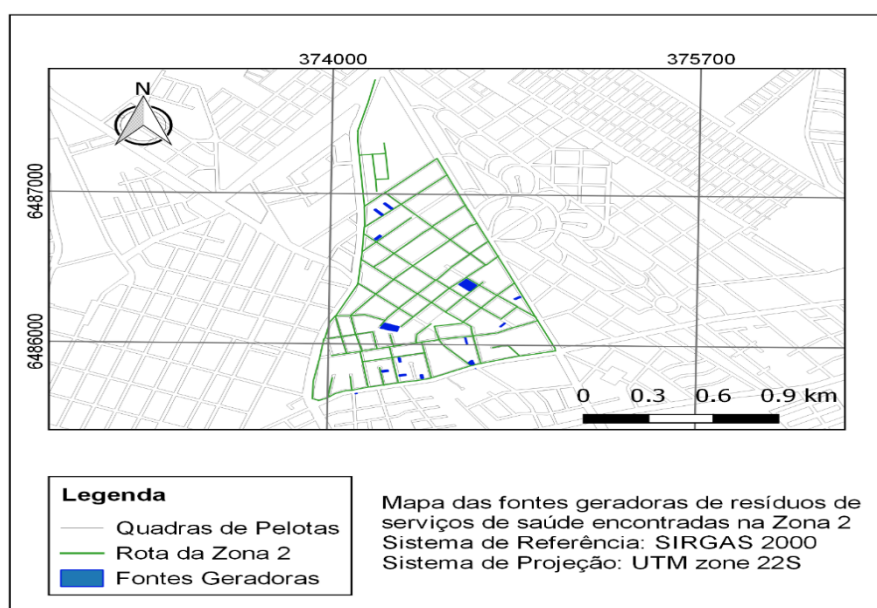 374000
375700
N
6487000
6486000
0 0.3 0.6 0.9 km
Legenda
Quadras de Pelotas
Rota da Zona 2
Fontes Geradoras
Mapa das fontes geradoras de resíduos de
serviços de saúde encontradas na Zona 2
Sistema de Referência: SIRGAS 2000
Sistema de Projeção: UTM zone 22S